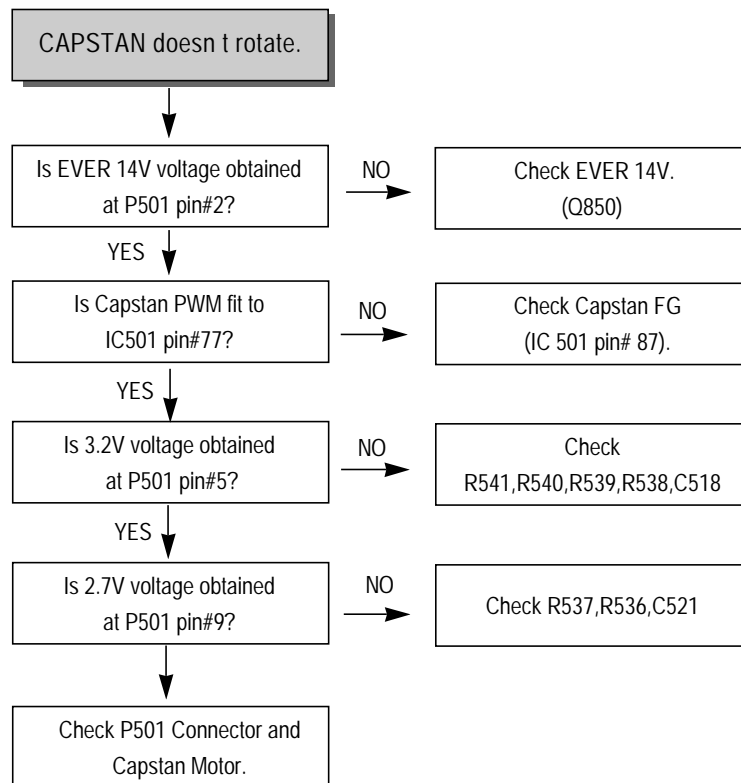 CAPSTAN doesn t rotate.
Is EVER 14V voltage obtained
at P501 pin#2?
NO
Check EVER 14V.
(Q850)
YES
Is Capstan PWM fit to
IC501 pin#77?
NO
Check Capstan FG
(IC 501 pin# 87).
YES
Is 3.2V voltage obtained
at P501 pin#5?
NO
Check
R541,R540,R539,R538,C518
YES
Is 2.7V voltage obtained
at P501 pin#9?
NO
Check R537,R536,C521
Check P501 Connector and
Capstan Motor.